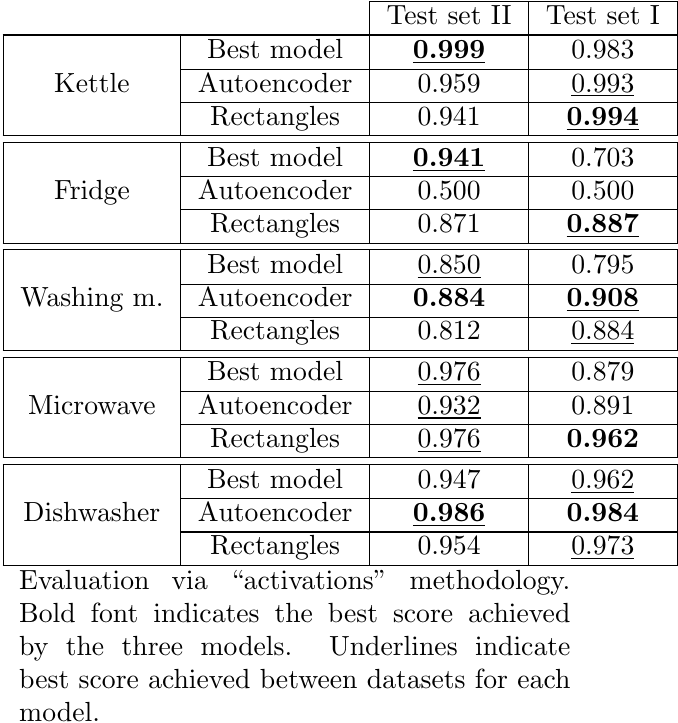 Test set II Test set I
Kettle Best model 0.999 0.983
Autoencoder 0.959 0.993
Rectangles 0.941 0.994
Fridge Best model 0.941 0.703
Autoencoder 0.500 0.500
Rectangles 0.871 0.887
Washing m. Best model 0.850 0.795
Autoencoder 0.884 0.908
Rectangles 0.812 0.884
Microwave Best model 0.976 0.879
Autoencoder 0.932 0.891
Rectangles 0.976 0.962
Dishwasher Best model 0.947 0.962
Autoencoder 0.986 0.984
Rectangles 0.954 0.973
Evaluation via “activations” methodology.
Bold font indicates the best score achieved
by the three models. Underlines indicate
best score achieved between datasets for each
model.